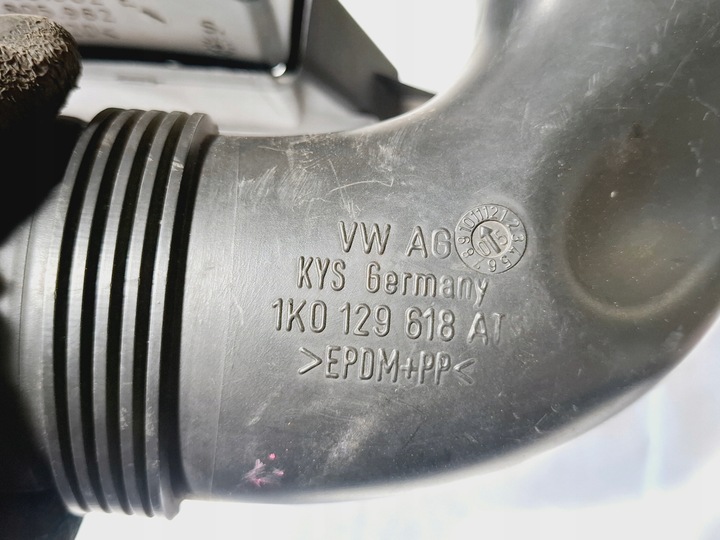 VW AG
KYS Germany
1K0 129 618 AT
>EPDM+PP<